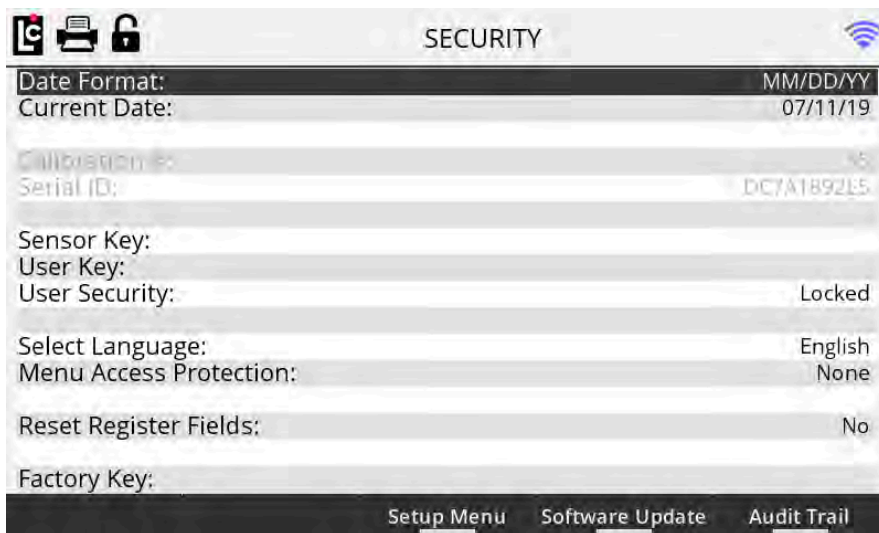 LC
SECURITY
Date Format: MM/DD/YY
Current Date: 07/11/19
Calibration #:
Serial ID:
Sensor Key:
User Key:
User Security: Locked
Select Language: English
Menu Access Protection: None
Reset Register Fields: No
Factory Key:
Setup Menu Software Update Audit Trail